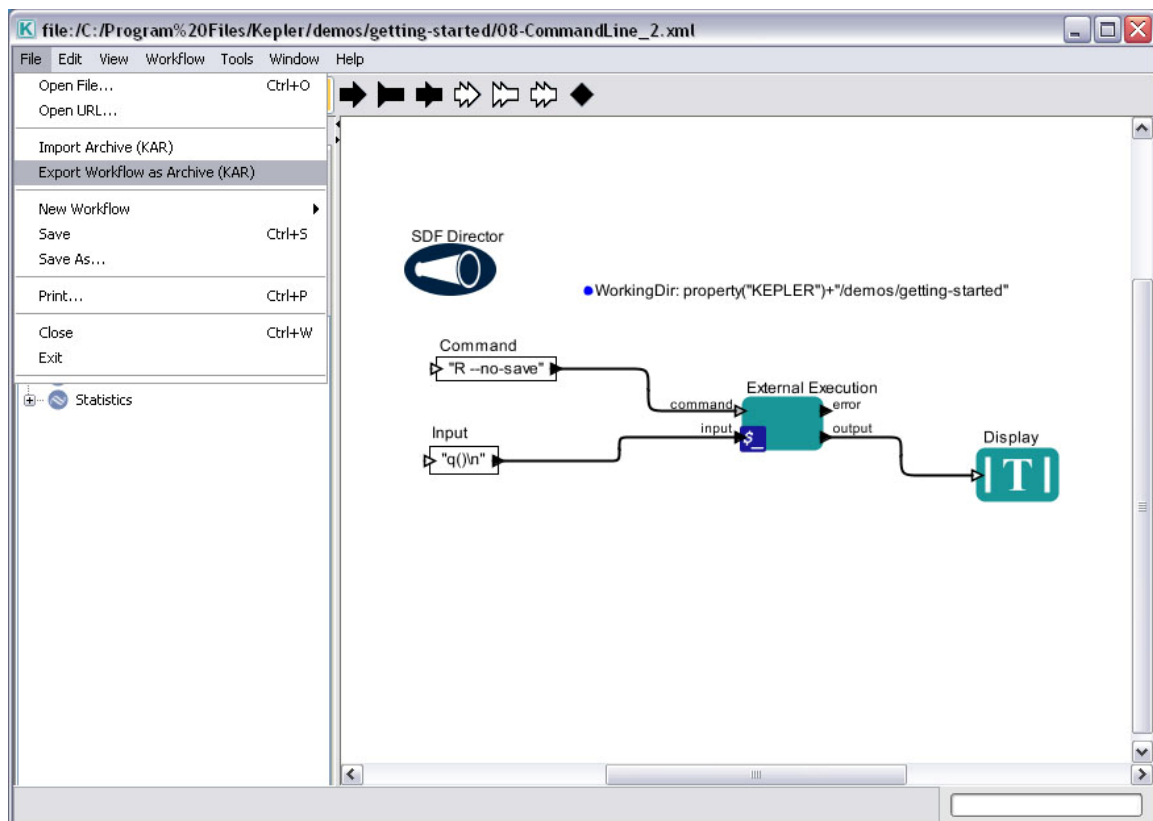 file:/C:/Program%20Files/Kepler/demos/getting-started/08-CommandLine_2.xml
File Edit View Workflow Tools Window Help
Open File... Ctrl+O
Open URL...
Import Archive (KAR)
Export Workflow as Archive (KAR)
New Workflow
Save Ctrl+S
Save As...
Print... Ctrl+P
Close Ctrl+W
Exit
Statistics
SDF Director
WorkingDir: property("KEPLER")+"/demos/getting-started"
Command
"R --no-save"
External Execution
command
error
Input
input
$_
output
"q()\n"
Display
T